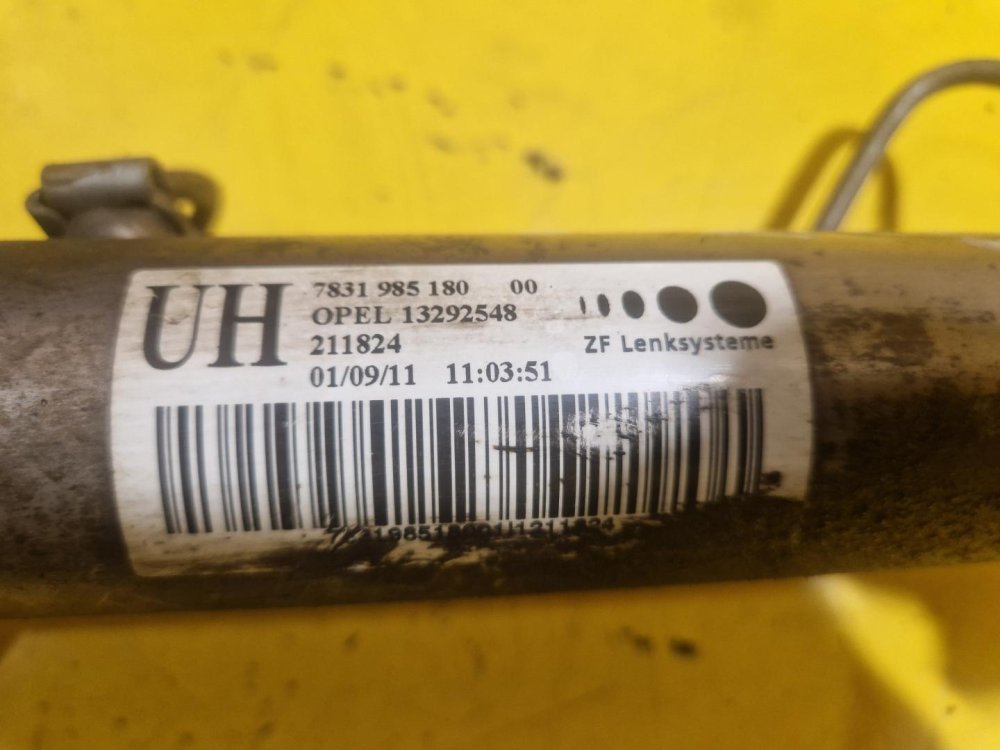 UH
7831 985 180 00
OPEL 13292548
211824
ZF Lenksysteme
01/09/11 11:03:51